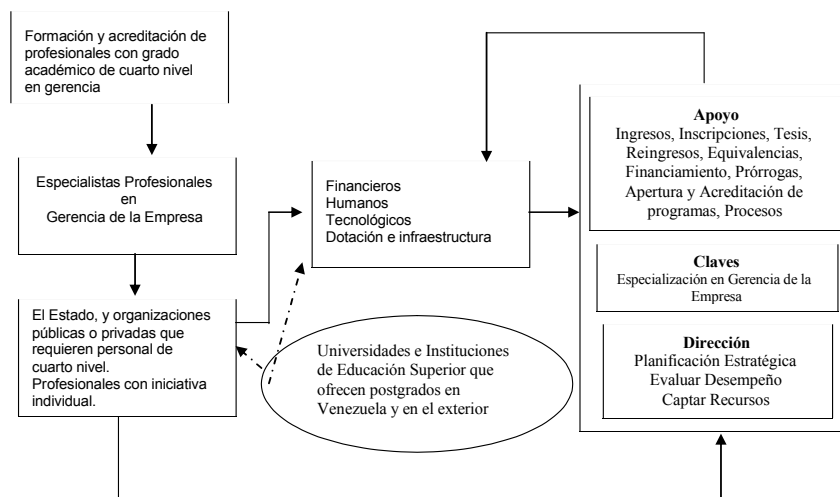 Formación y acreditación de
profesionales con grado
académico de cuarto nivel
en gerencia
Especialistas Profesionales
en
Gerencia de la Empresa
El Estado, y organizaciones
públicas o privadas que
requieren personal de
cuarto nivel.
Profesionales con iniciativa
individual.
Financieros
Humanos
Tecnológicos
Dotación e infraestructura
Universidades e Instituciones
de Educación Superior que
ofrecen postgrados en
Venezuela y en el exterior
Apoyo
Ingresos, Inscripciones, Tesis,
Reingresos, Equivalencias,
Financiamiento, Prórrogas,
Apertura y Acreditación de
programas, Procesos
Claves
Especialización en Gerencia de la
Empresa
Dirección
Planificación Estratégica
Evaluar Desempeño
Captar Recursos